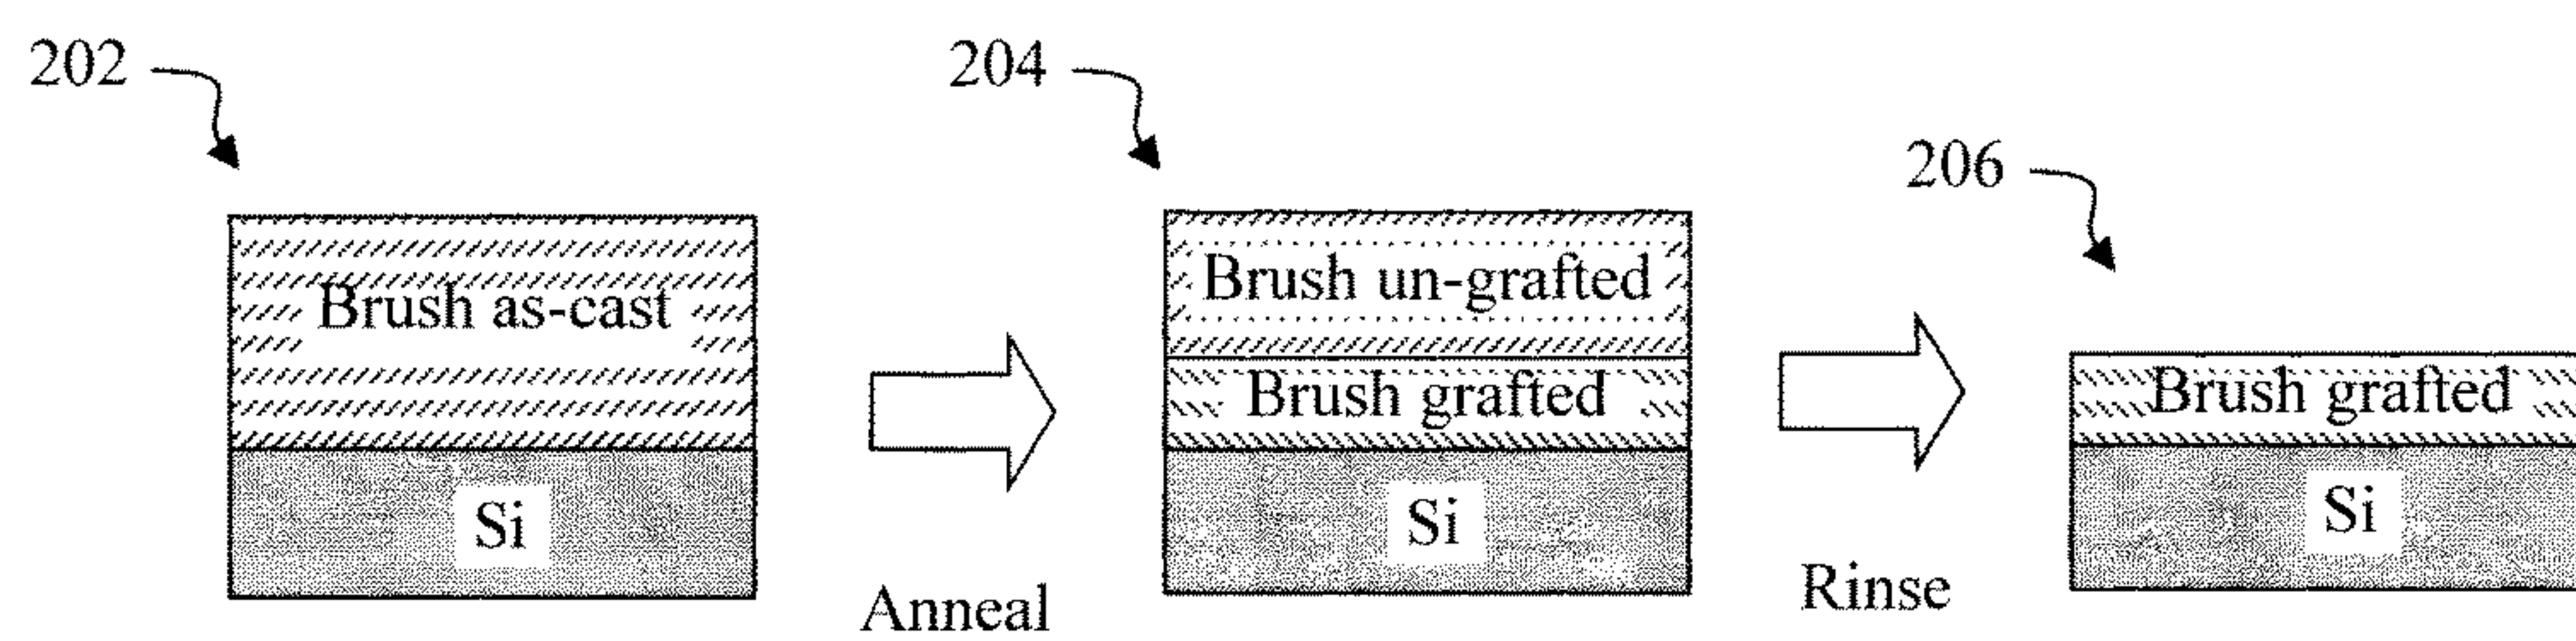 202
204
206
Brush as-cast
Si
Anneal
Brush un-grafted
Brush grafted
Si
Rinse
Brush grafted
Si